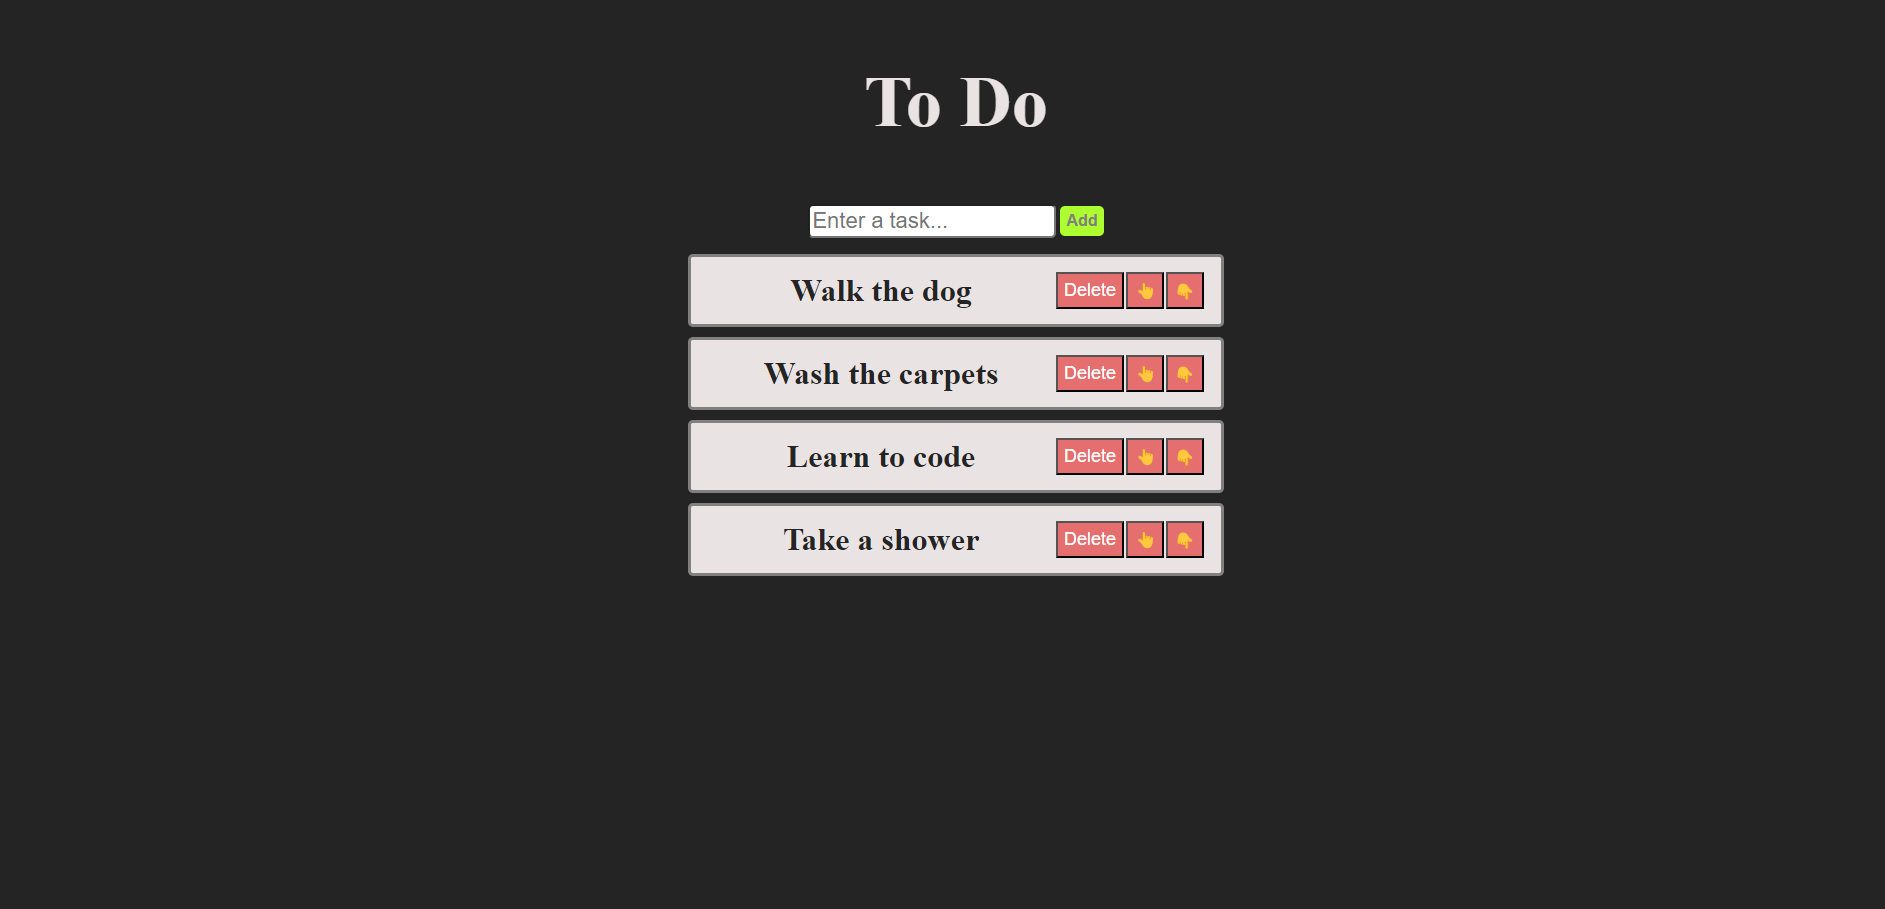 To Do
Enter a task... Add
Walk the dog Delete 👆 👇
Wash the carpets Delete 👆 👇
Learn to code Delete 👆 👇
Take a shower Delete 👆 👇